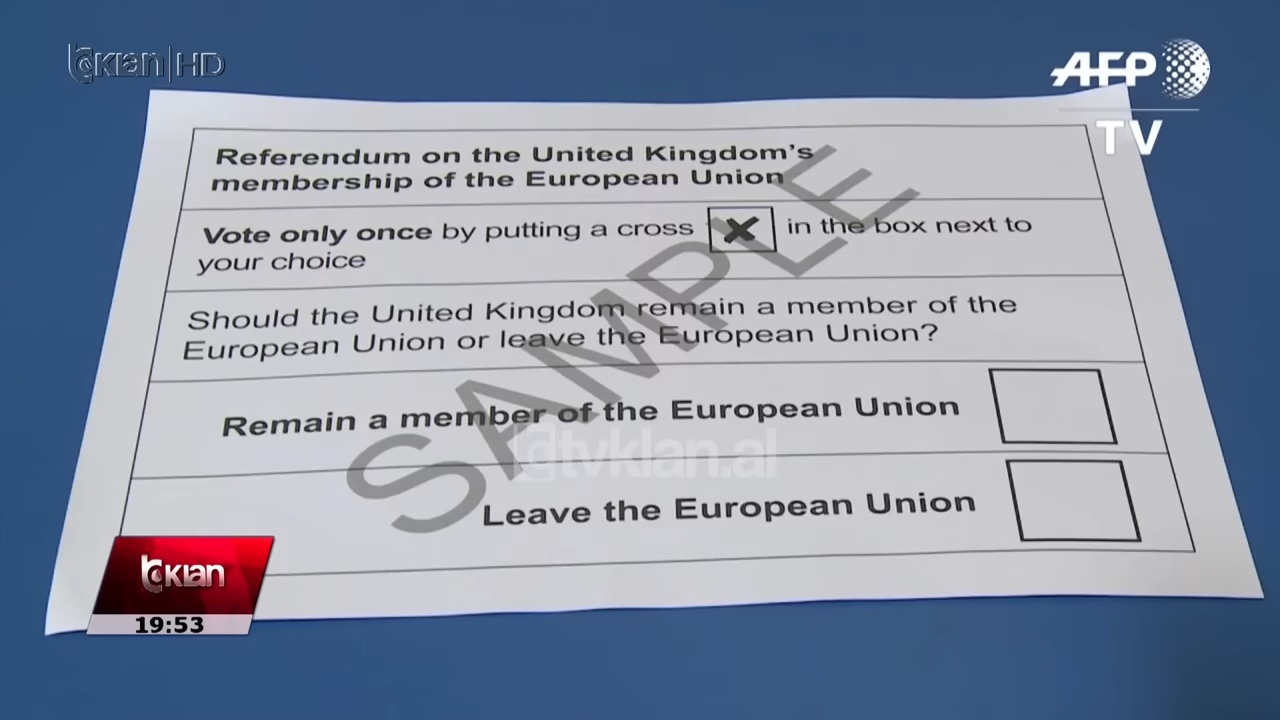 tvklan|HD
AFP
TV
Referendum on the United Kingdom's
membership of the European Union
Vote only once by putting a cross X in the box next to
your choice
Should the United Kingdom remain a member of the
European Union or leave the European Union?
SAMPLE
Remain a member of the European Union
tvklan.al
Leave the European Union
tvklan
19:53